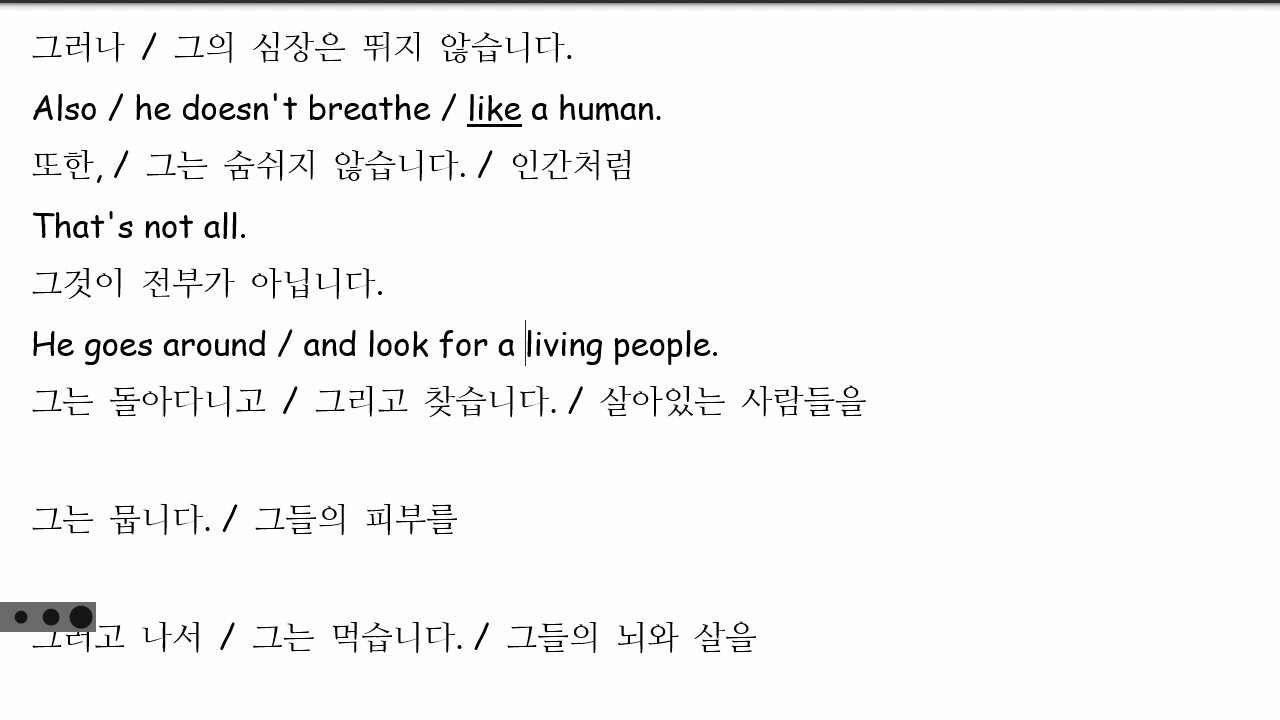 그러나 / 그의 심장은 뛰지 않습니다.
Also / he doesn't breathe / like a human.
또한, / 그는 숨쉬지 않습니다. / 인간처럼
That's not all.
그것이 전부가 아닙니다.
He goes around / and look for a living people.
그는 돌아다니고 / 그리고 찾습니다. / 살아있는 사람들을
그는 뭅니다. / 그들의 피부를
그러고 나서 / 그는 먹습니다. / 그들의 뇌와 살을